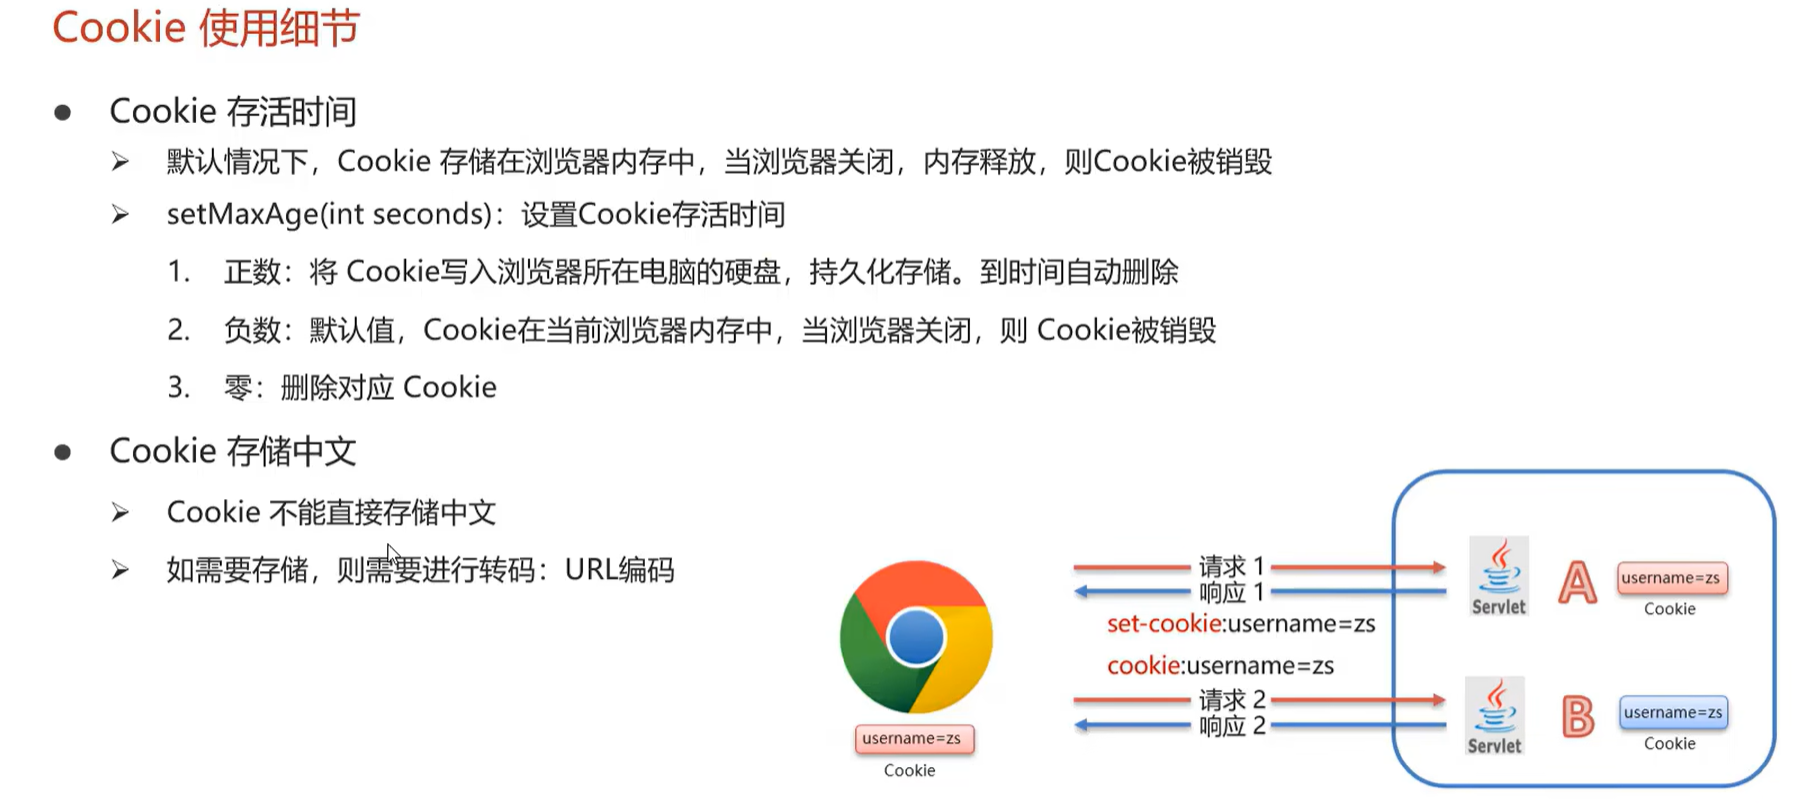 Cookie 使用细节
● Cookie 存活时间
➢ 默认情况下，Cookie 存储在浏览器内存中，当浏览器关闭，内存释放，则Cookie被销毁
➢ setMaxAge(int seconds)：设置Cookie存活时间
1. 正数：将 Cookie写入浏览器所在电脑的硬盘，持久化存储。到时间自动删除
2. 负数：默认值，Cookie在当前浏览器内存中，当浏览器关闭，则 Cookie被销毁
3. 零：删除对应 Cookie
● Cookie 存储中文
➢ Cookie 不能直接存储中文
➢ 如需要存储，则需要进行转码：URL编码
username=zs
Cookie
请求 1
响应 1
set-cookie:username=zs
cookie:username=zs
请求 2
响应 2
Servlet
A
username=zs
Cookie
Servlet
B
username=zs
Cookie